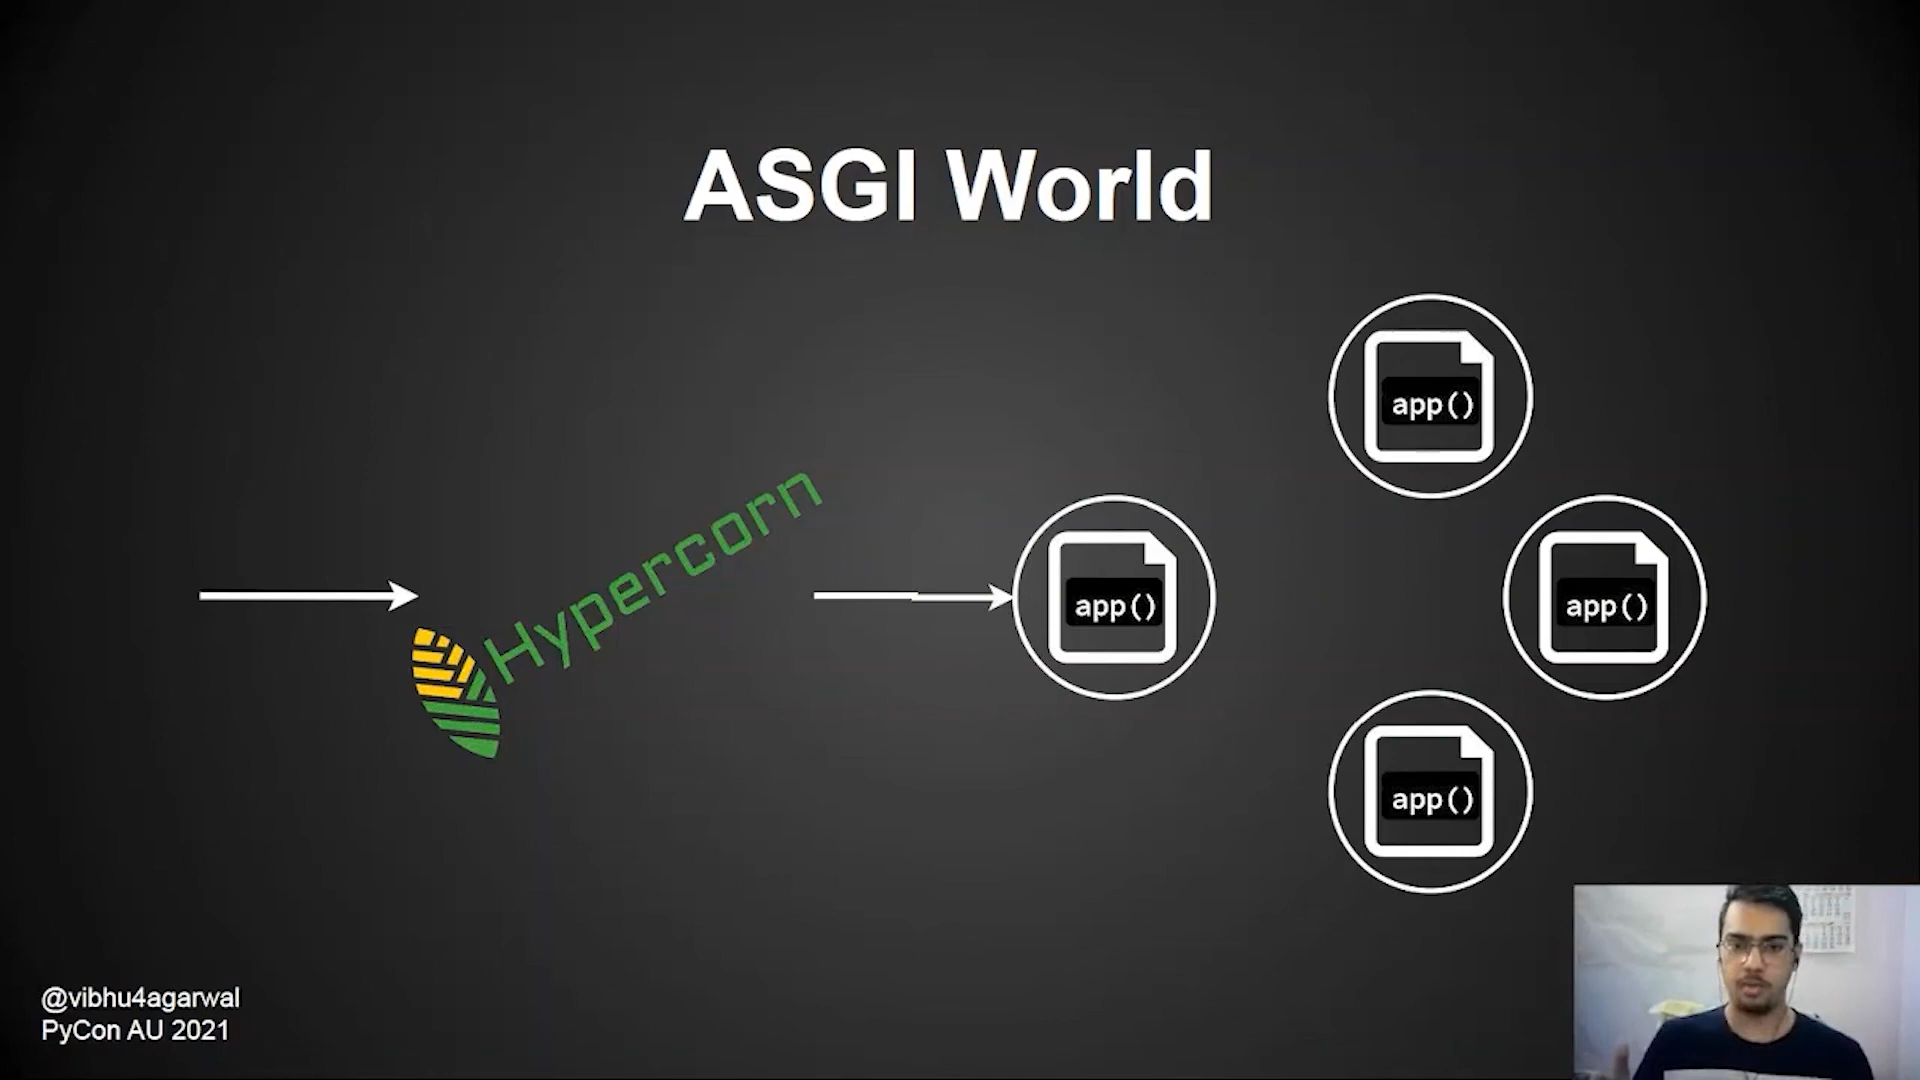 ASGI World
app()
Hypercorn
app()
app()
app()
@vibhu4agarwal
PyCon AU 2021